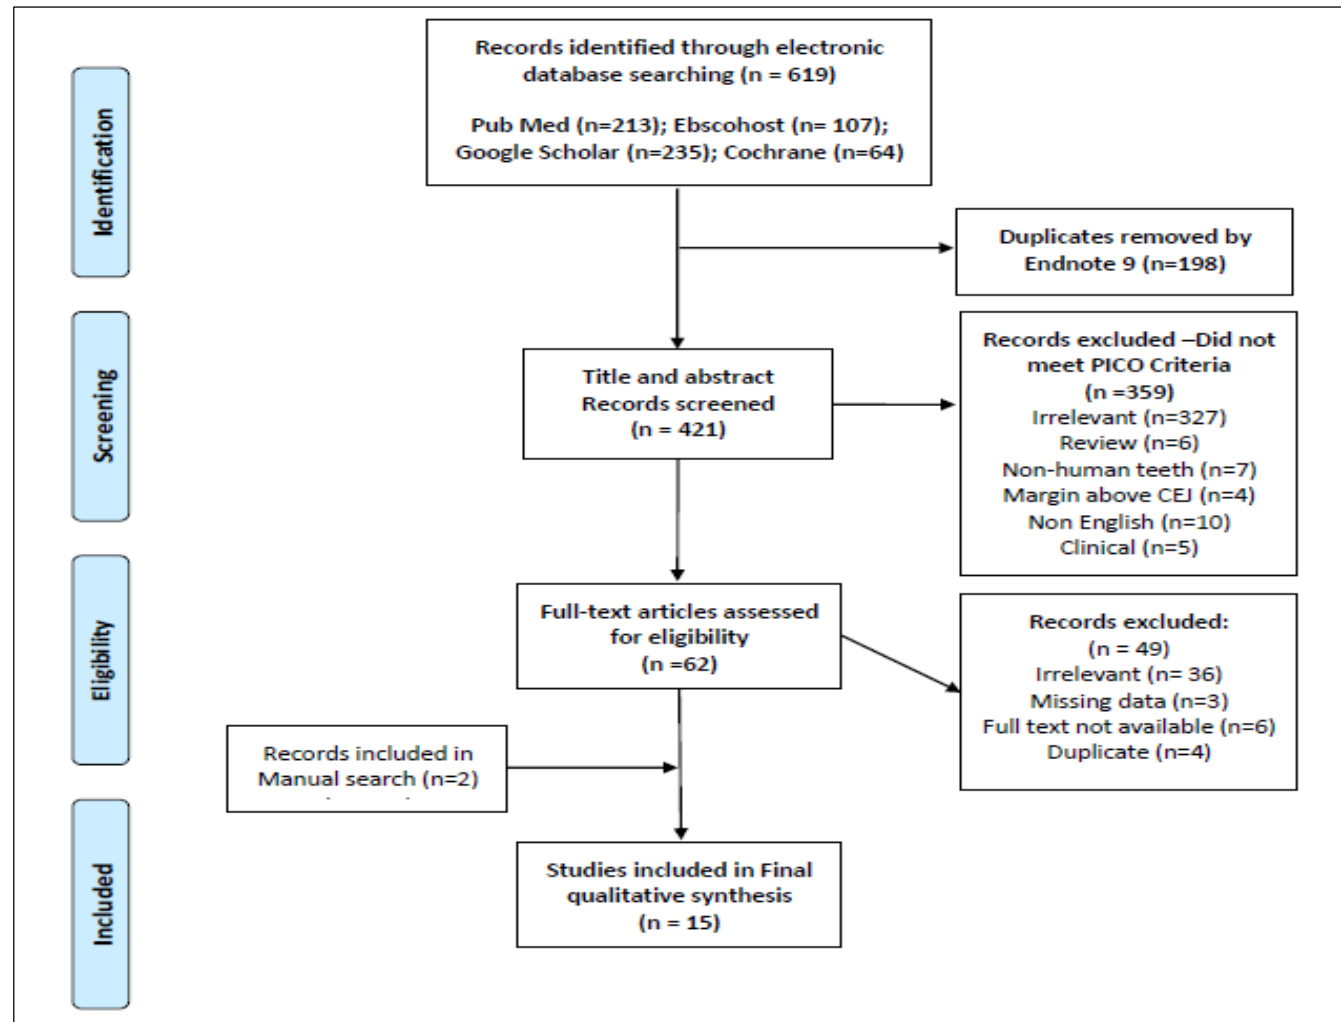 Records identified through electronic
database searching (n = 619)
Pub Med (n=213); Ebscohost (n= 107);
Google Scholar (n=235); Cochrane (n=64)
Identification
Duplicates removed by
Endnote 9 (n=198)
Screening
Title and abstract
Records screened
(n = 421)
Records excluded –Did not
meet PICO Criteria
(n =359)
Irrelevant (n=327)
Review (n=6)
Non-human teeth (n=7)
Margin above CEJ (n=4)
Non English (n=10)
Clinical (n=5)
Eligibility
Full-text articles assessed
for eligibility
(n =62)
Records excluded:
(n = 49)
Irrelevant (n= 36)
Missing data (n=3)
Full text not available (n=6)
Duplicate (n=4)
Records included in
Manual search (n=2)
Included
Studies included in Final
qualitative synthesis
(n = 15)